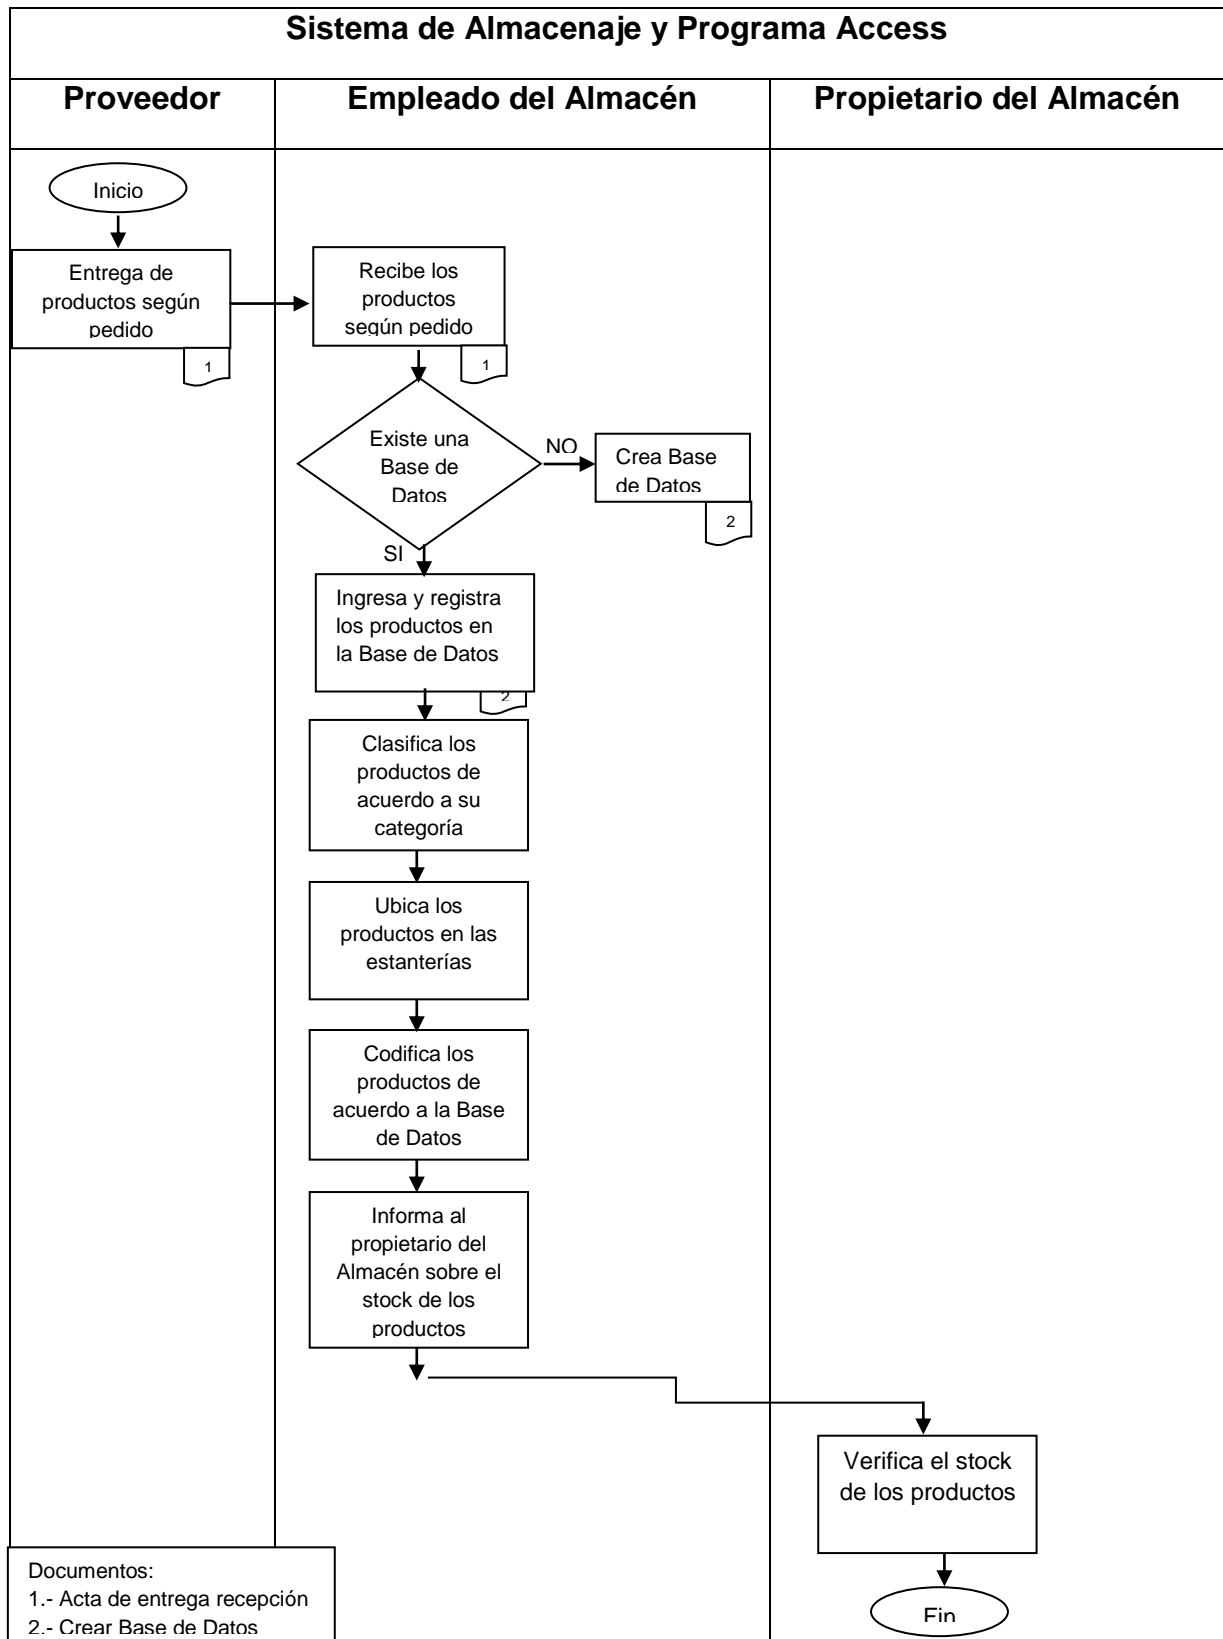 Sistema de Almacenaje y Programa Access
Proveedor
Empleado del Almacén
Propietario del Almacén
Inicio
Entrega de
productos según
pedido
1
Recibe los
productos
según pedido
1
Existe una
Base de
Datos
NO
Crea Base
de Datos
2
SI
Ingresa y registra
los productos en
la Base de Datos
2
Clasifica los
productos de
acuerdo a su
categoría
Ubica los
productos en las
estanterías
Codifica los
productos de
acuerdo a la Base
de Datos
Informa al
propietario del
Almacén sobre el
stock de los
productos
Verifica el stock
de los productos
Fin
Documentos:
1.- Acta de entrega recepción
2.- Crear Base de Datos